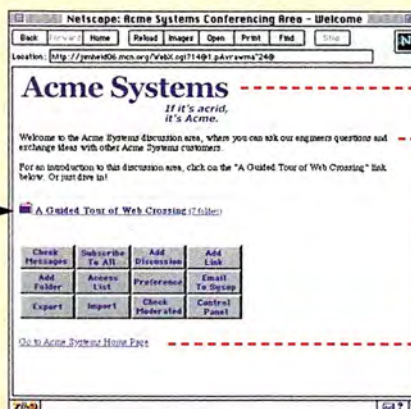 Netscape: Acme Systems Conferencing Area – Welcome
Back Forward Home Reload Images Open Print Find Stop N
Location:
Acme Systems
If it's acrid,
it's Acme.
Welcome to the Acme Systems discussion area, where you can ask our engineers questions and
exchange ideas with other Acme Systems customers.
For an introduction to this discussion area, click on the "A Guided Tour of Web Crossing" link
below. Or just dive in!
A Guided Tour of Web Crossing (7 folder)
Check Messages Subscribe To All Add Discussion Add Link
Add Folder Access List Preference Email To Sysop
Export Import Check Moderated Control Panel
Go to Acme Systems Home Page